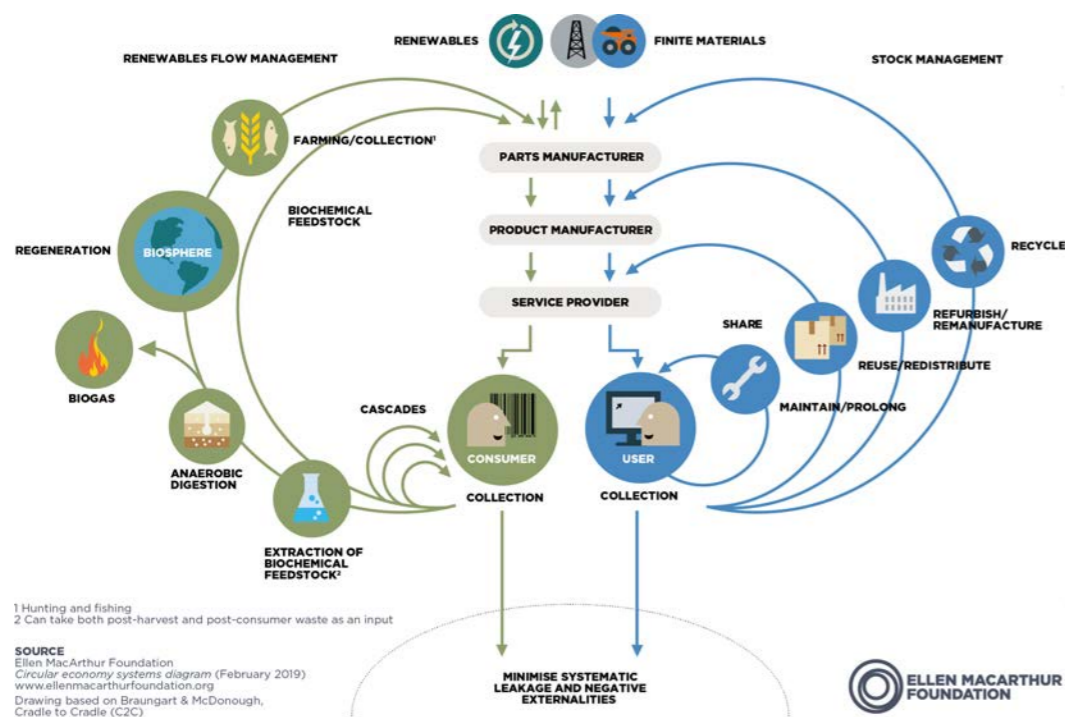 RENEWABLES
FINITE MATERIALS
RENEWABLES FLOW MANAGEMENT
STOCK MANAGEMENT
FARMING/COLLECTION¹
PARTS MANUFACTURER
BIOCHEMICAL
FEEDSTOCK
PRODUCT MANUFACTURER
REGENERATION
BIOSPHERE
RECYCLE
SERVICE PROVIDER
SHARE
REFURBISH/
REMANUFACTURE
REUSE/REDISTRIBUTE
BIOGAS
MAINTAIN/PROLONG
CASCADES
CONSUMER
USER
ANAEROBIC
DIGESTION
COLLECTION
COLLECTION
EXTRACTION OF
BIOCHEMICAL
FEEDSTOCK²
1 Hunting and fishing
2 Can take both post-harvest and post-consumer waste as an input
SOURCE
Ellen MacArthur Foundation
Circular economy systems diagram (February 2019)
www.ellenmacarthurfoundation.org
Drawing based on Braungart & McDonough,
Cradle to Cradle (C2C)
MINIMISE SYSTEMATIC
LEAKAGE AND NEGATIVE
EXTERNALITIES
ELLEN MACARTHUR
FOUNDATION